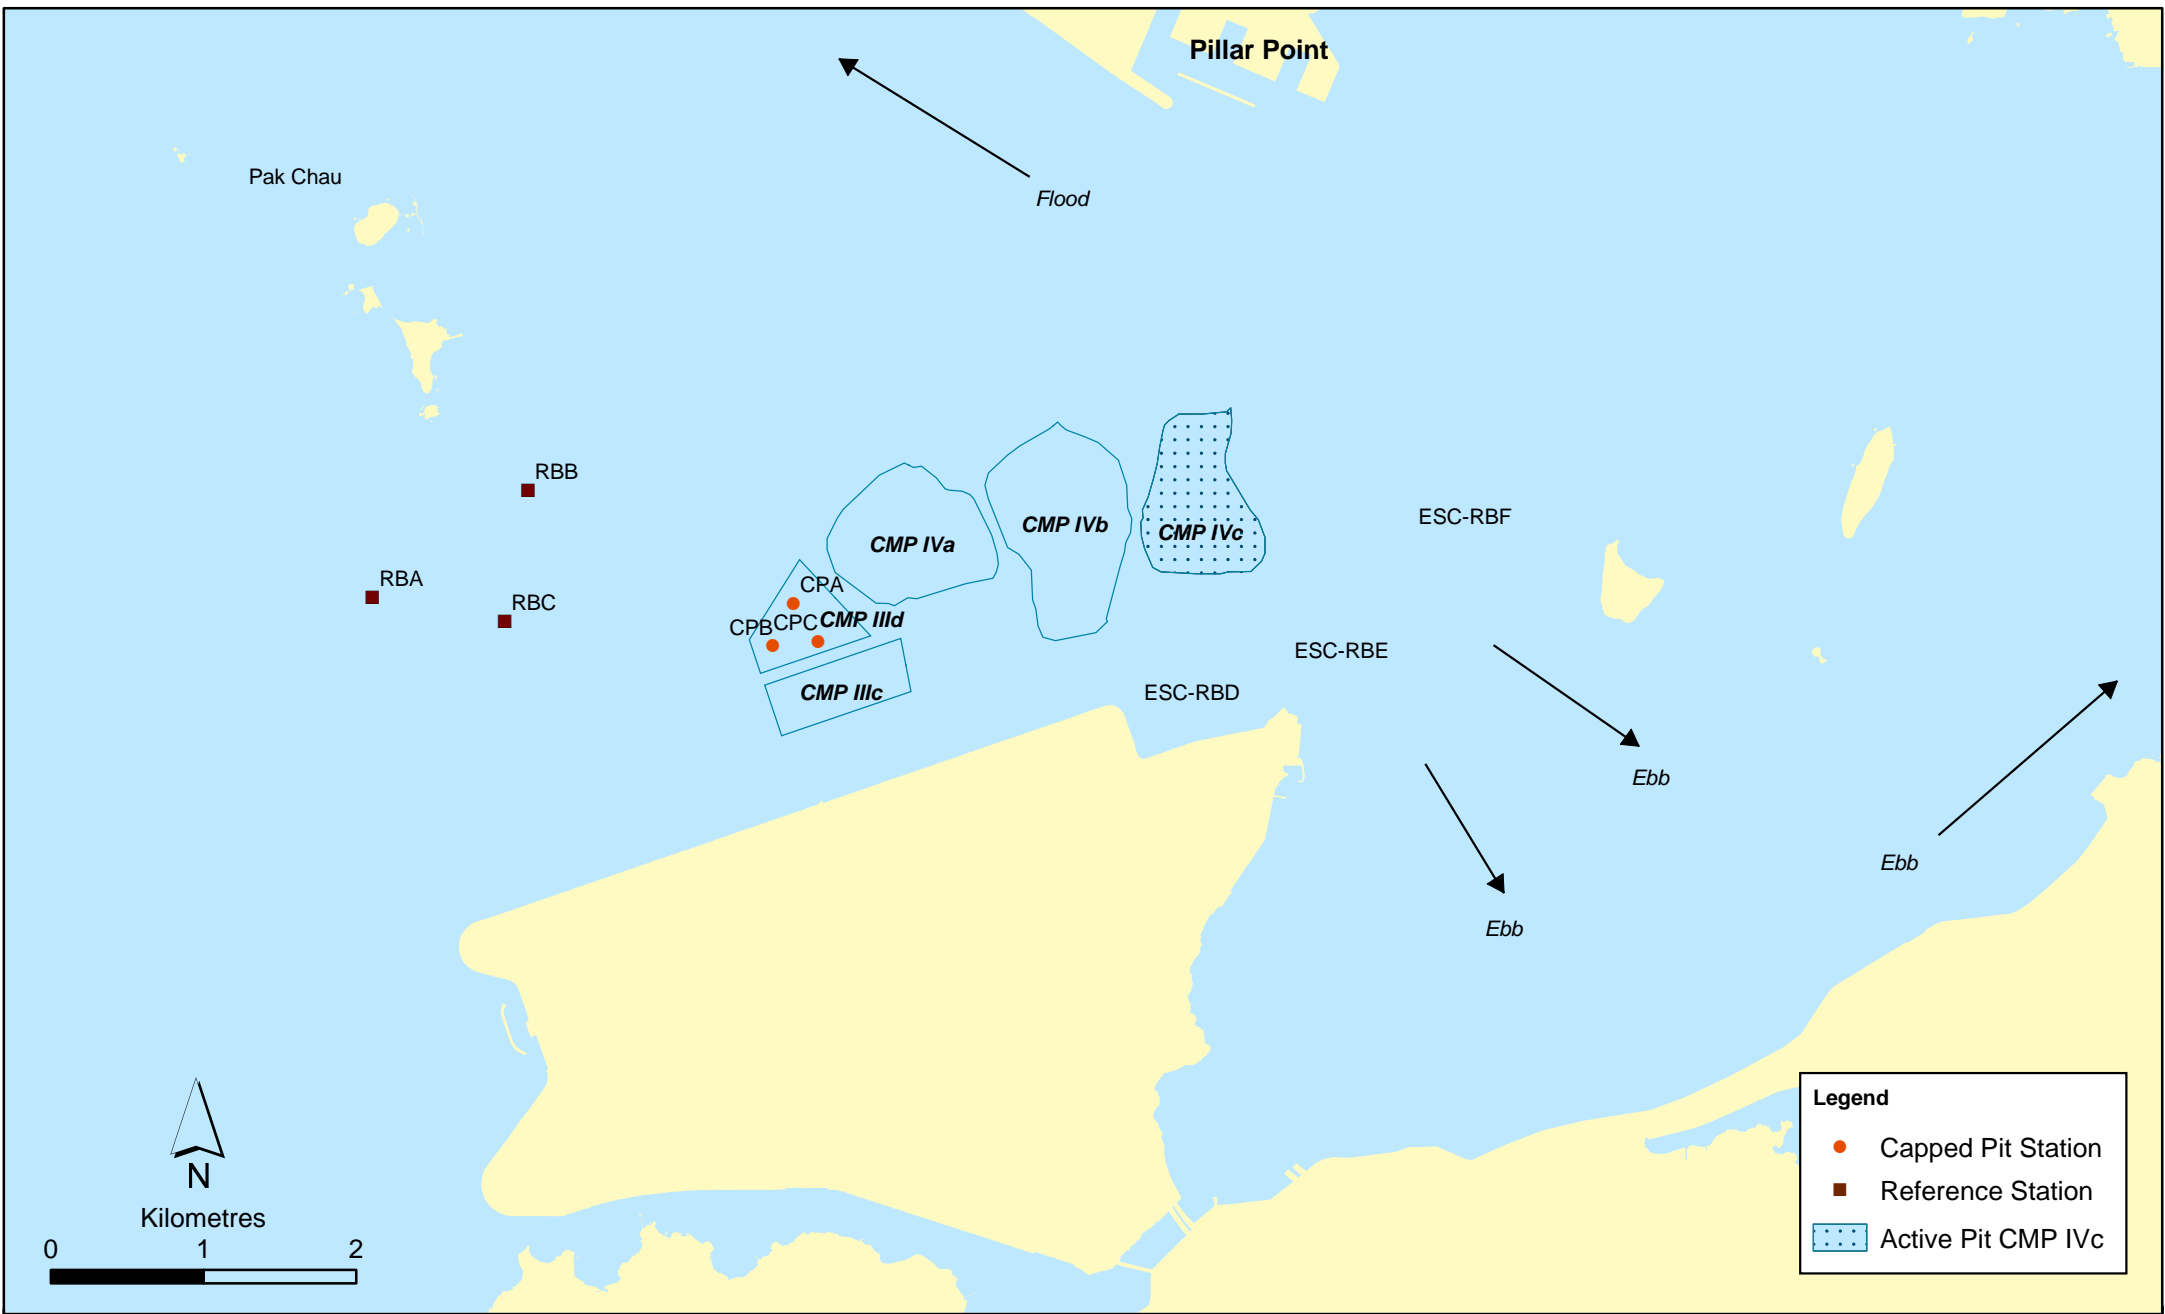 Pillar Point
Pak Chau
Flood
RBB
ESC-RBF
CMP IVb
CMP IVc
CMP IVa
RBA
CPA
RBC
CPB
CPC
CMP IIId
ESC-RBE
CMP IIIc
ESC-RBD
Ebb
Ebb
Ebb
N
Kilometres
0 1 2
Legend
Capped Pit Station
Reference Station
Active Pit CMP IVc